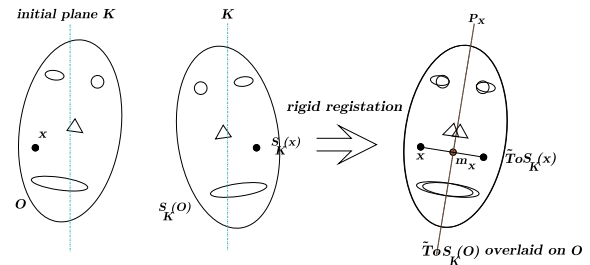 initial plane K
K
P_X
x
S_K(x)
rigid registation
x
m_X
T̃oS_K(x)
O
S_K(O)
T̃oS_K(O) overlaid on O